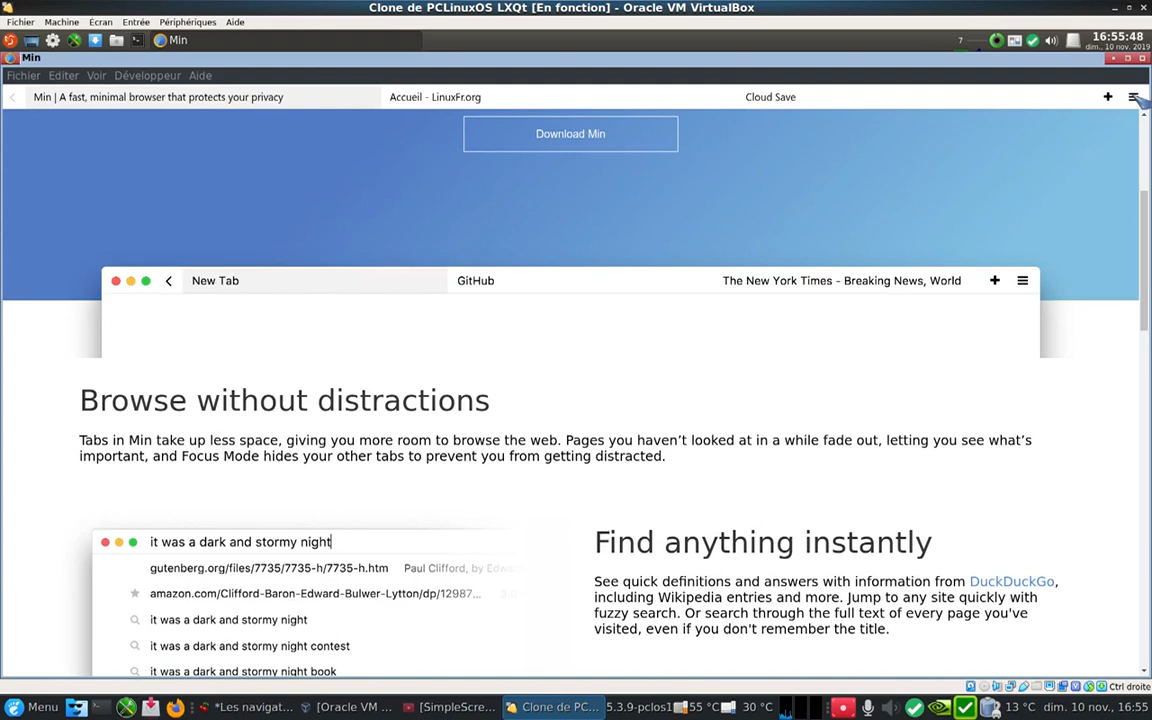 Clone de PCLinuxOS LXQt [En fonction] - Oracle VM VirtualBox
Fichier Machine Écran Entrée Périphériques Aide
Min 7 16:55:48
dim., 10 nov. 2019
Min
Fichier Editer Voir Développeur Aide
Min | A fast, minimal browser that protects your privacy Accueil - LinuxFr.org Cloud Save
Download Min
New Tab GitHub The New York Times - Breaking News, World
Browse without distractions
Tabs in Min take up less space, giving you more room to browse the web. Pages you haven’t looked at in a while fade out, letting you see what’s
important, and Focus Mode hides your other tabs to prevent you from getting distracted.
it was a dark and stormy night
gutenberg.org/files/7735/7735-h/7735-h.htm Paul Clifford, by
amazon.com/Clifford-Baron-Edward-Bulwer-Lytton/dp/12987...
it was a dark and stormy night
it was a dark and stormy night contest
it was a dark and stormy night book
Find anything instantly
See quick definitions and answers with information from DuckDuckGo,
including Wikipedia entries and more. Jump to any site quickly with
fuzzy search. Or search through the full text of every page you've
visited, even if you don't remember the title.
Ctrl droite
Menu *Les navigat... [Oracle VM ... [SimpleScre... Clone de PC... 5.3.9-pclos1 55 °C 30 °C 13 °C dim. 10 nov., 16:55